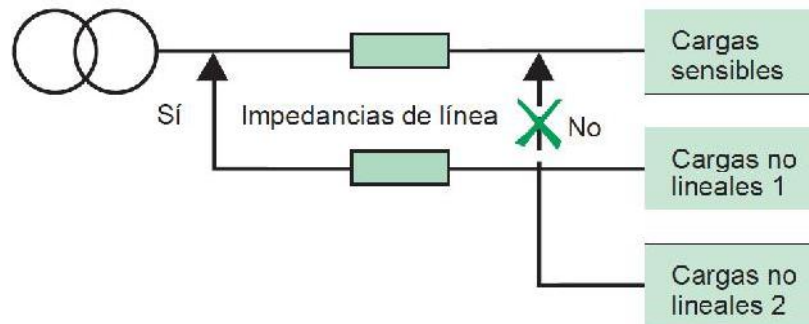 Cargas
sensibles
Sí
Impedancias de línea
No
Cargas no
lineales 1
Cargas no
lineales 2